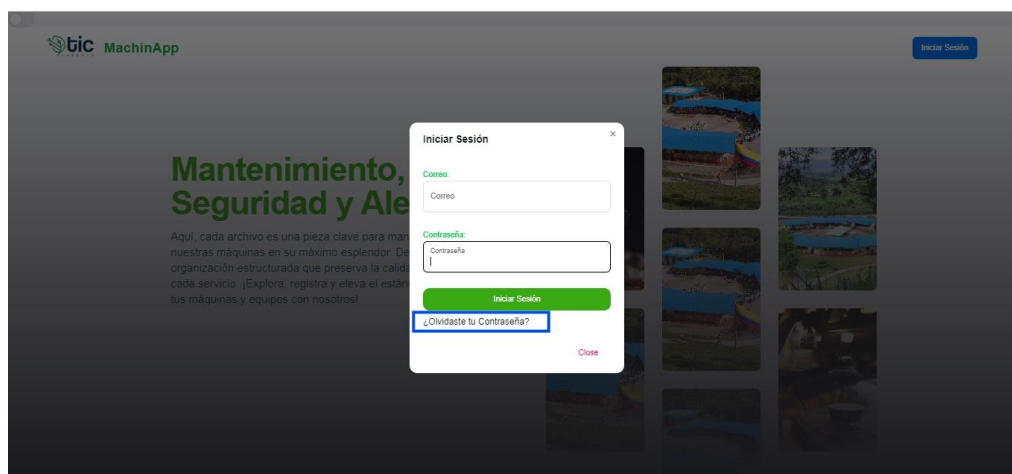 tic MachinApp
Iniciar Sesión
Iniciar Sesión
×
Correo:
Correo
Contraseña:
Contraseña
Iniciar Sesión
¿Olvidaste tu Contraseña?
Close
Mantenimiento,
Seguridad y Ale
Aquí, cada archivo es una pieza clave para man
nuestras máquinas en su máximo esplendor. De
organización estructurada que preserva la calida
cada servicio. ¡Explora, registra y eleva el están
tus máquinas y equipos con nosotros!